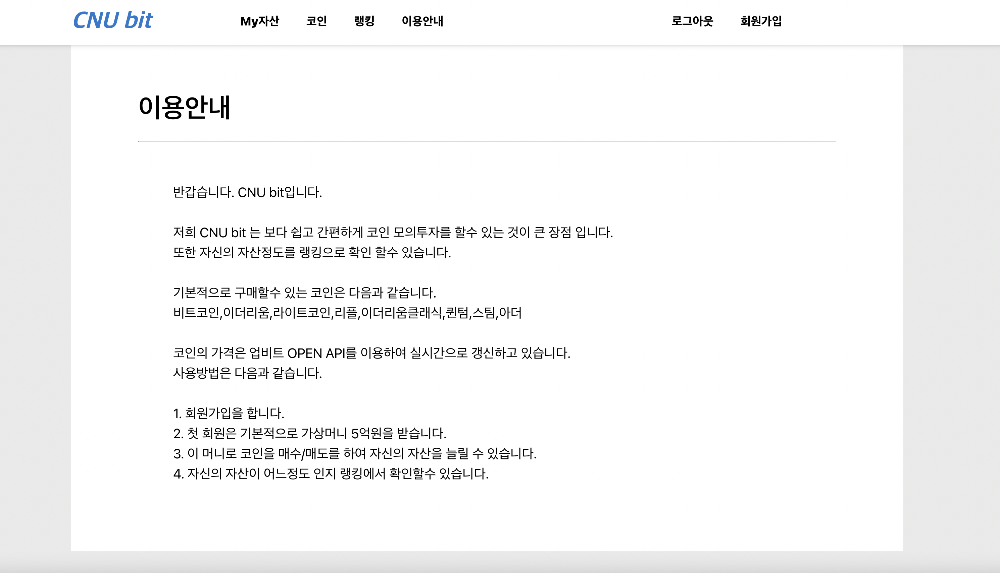 CNU bit
My자산 코인 랭킹 이용안내 로그아웃 회원가입
이용안내
반갑습니다. CNU bit입니다.
저희 CNU bit 는 보다 쉽고 간편하게 코인 모의투자를 할수 있는 것이 큰 장점 입니다.
또한 자신의 자산정도를 랭킹으로 확인 할수 있습니다.
기본적으로 구매할수 있는 코인은 다음과 같습니다.
비트코인,이더리움,라이트코인,리플,이더리움클래식,퀸텀,스팀,아더
코인의 가격은 업비트 OPEN API를 이용하여 실시간으로 갱신하고 있습니다.
사용방법은 다음과 같습니다.
1. 회원가입을 합니다.
2. 첫 회원은 기본적으로 가상머니 5억원을 받습니다.
3. 이 머니로 코인을 매수/매도를 하여 자신의 자산을 늘릴 수 있습니다.
4. 자신의 자산이 어느정도 인지 랭킹에서 확인할수 있습니다.